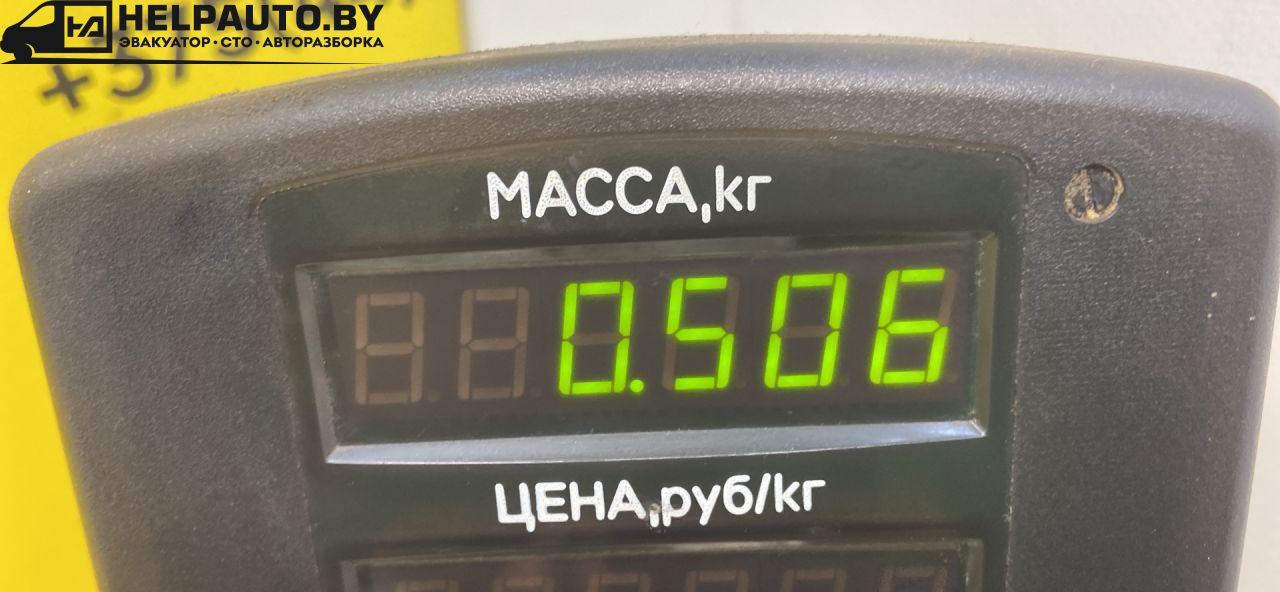 HELPAUTO.BY
ЭВАКУАТОР · СТО · АВТОРАЗБОРКА
МАССА,кг
0.506
ЦЕНА,руб/кг